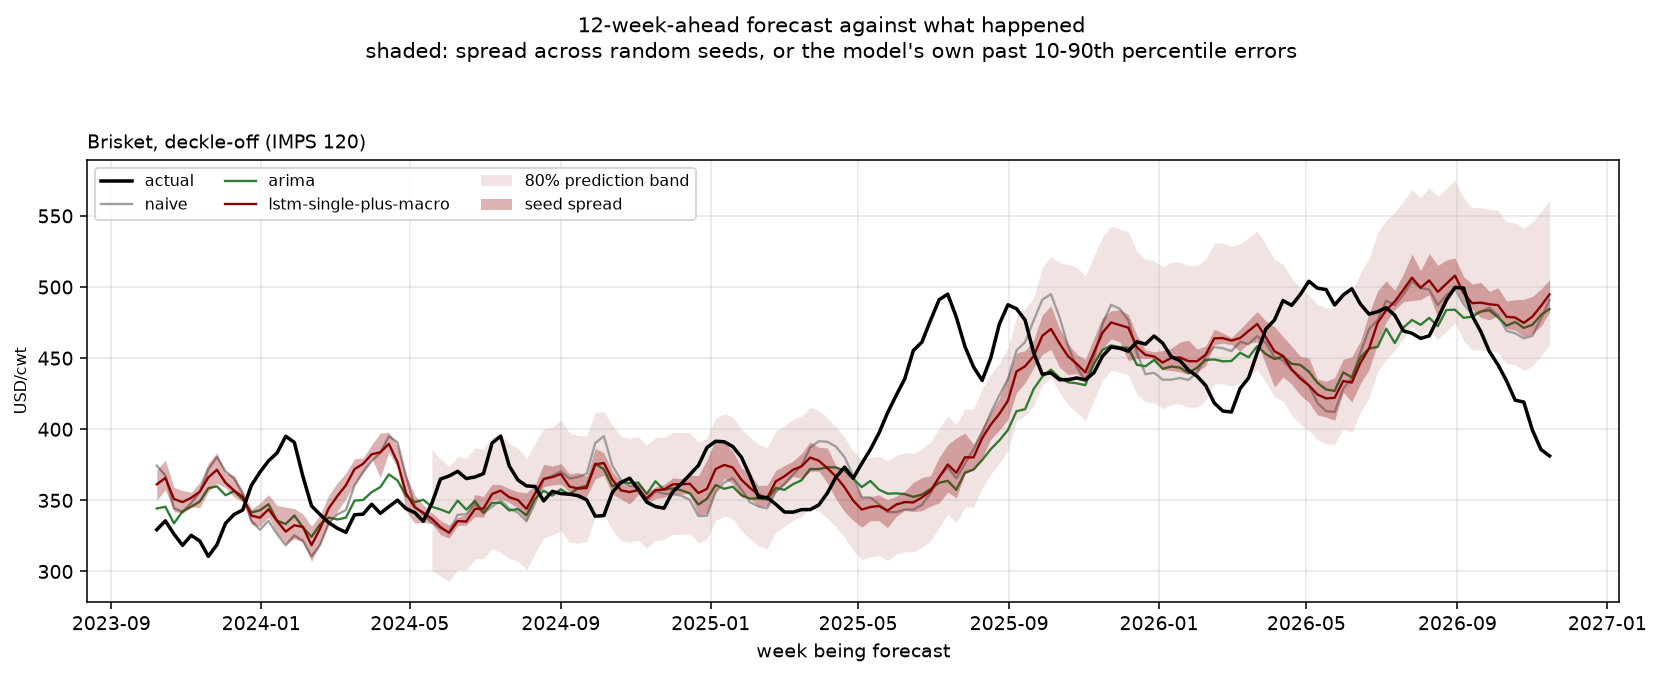 12-week-ahead forecast against what happened
shaded: spread across random seeds, or the model's own past 10-90th percentile errors
Brisket, deckle-off (IMPS 120)
actual
naive
arima
lstm-single-plus-macro
80% prediction band
seed spread
USD/cwt
550
500
450
400
350
300
2023-09
2024-01
2024-05
2024-09
2025-01
2025-05
2025-09
2026-01
2026-05
2026-09
2027-01
week being forecast